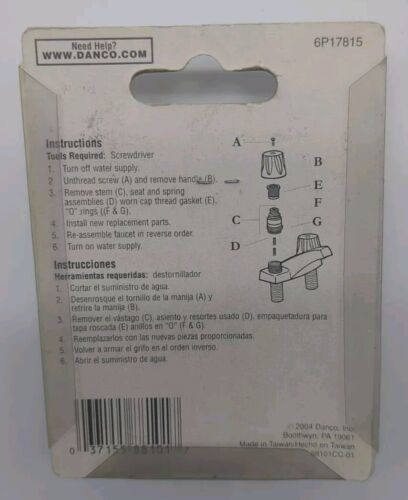 Need Help?
WWW.DANCO.COM
6P17815
Instructions
Tools Required: Screwdriver
1. Turn off water supply.
2. Unthread screw (A) and remove handle (B).
3. Remove stem (C), seat and spring
assemblies (D) worn cap thread gasket (E),
"O" rings ((F & G).
4. Install new replacement parts.
5. Re-assemble faucet in reverse order.
6. Turn on water supply.
A
B
E
F
C
G
D
Instrucciones
Herramientas requeridas: destornillador
1. Cortar el suministro de agua.
2. Desenrosque el tornillo de la manija (A) y
retire la manija (B).
3. Remover el vástago (C), asiento y resortes usado (D), empaquetadura para
tapa roscada (E) anillos en "O" (F & G).
4. Reemplazarlos con las nuevas piezas proporcionadas.
5. Volver a armar el grifo en el orden inverso.
6. Abrir el suministro de agua.
© 2004 Danco, Inc.
Boothwyn, PA 19061
Made in Taiwan/Hecho en Taiwan
88101CC-01
0 37155 88101 7